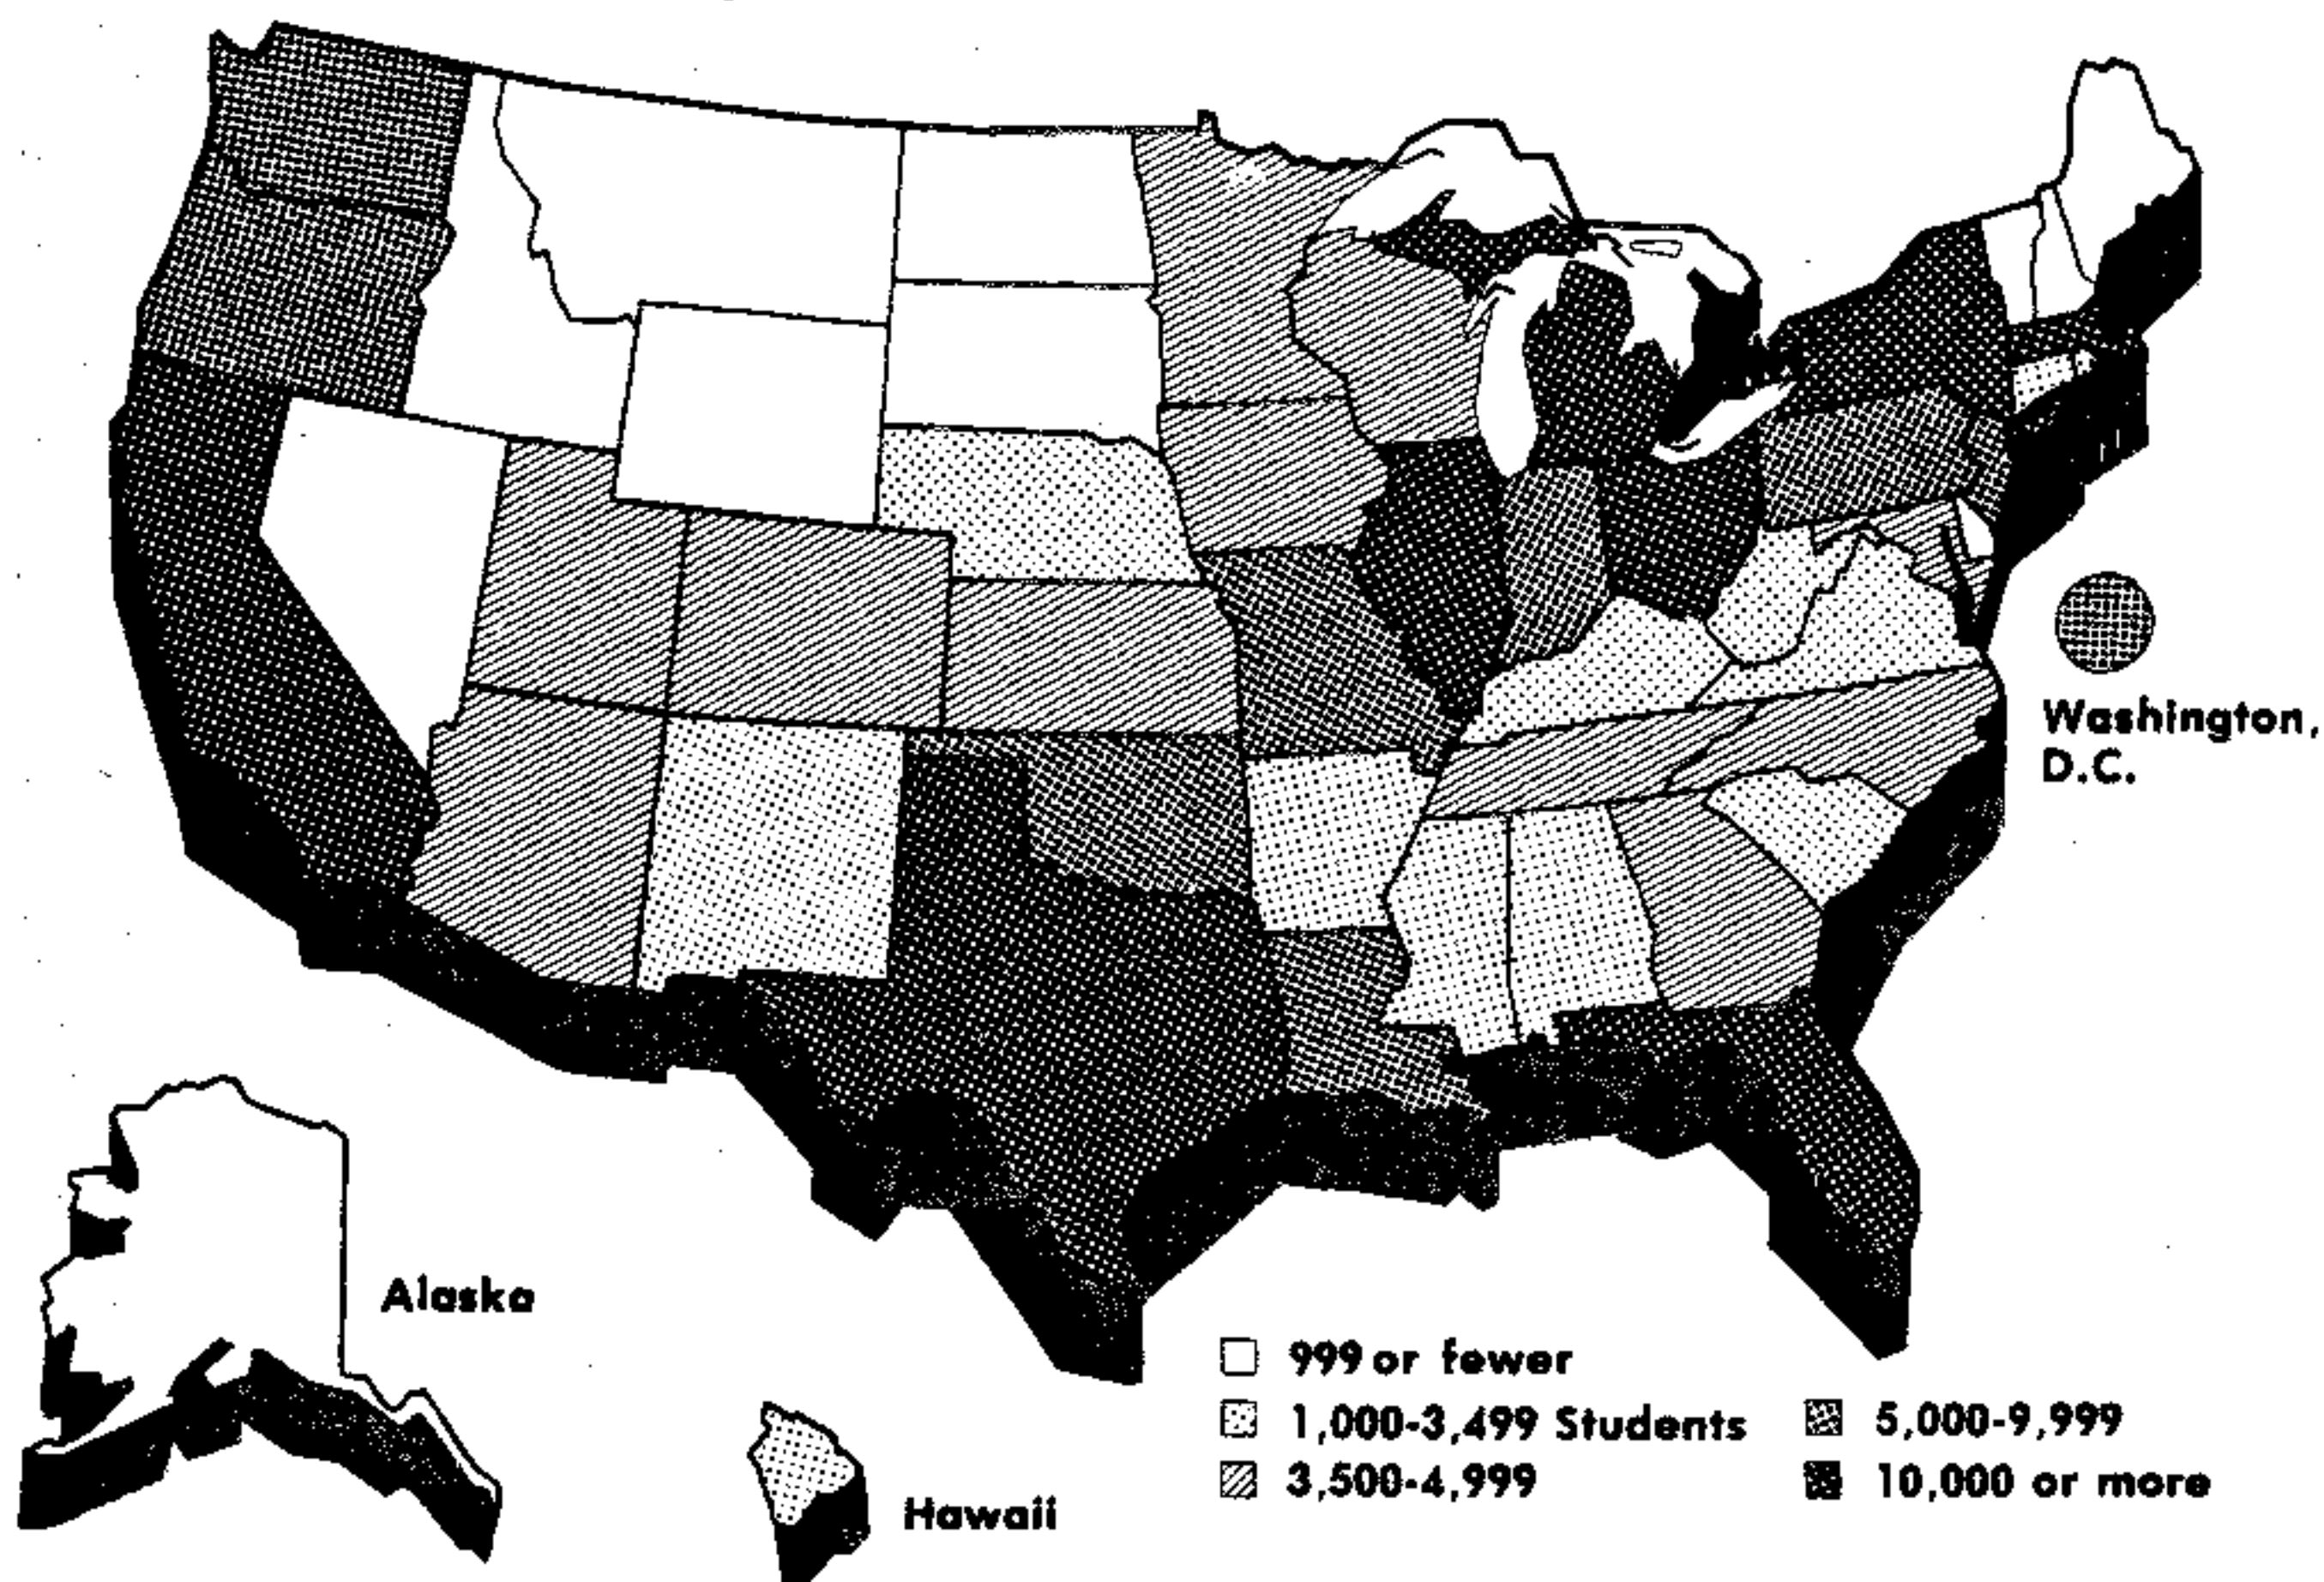 Washington,
D.C.
Alaska
Hawaii
999 or fewer
1,000-3,499 Students
3,500-4,999
5,000-9,999
10,000 or more